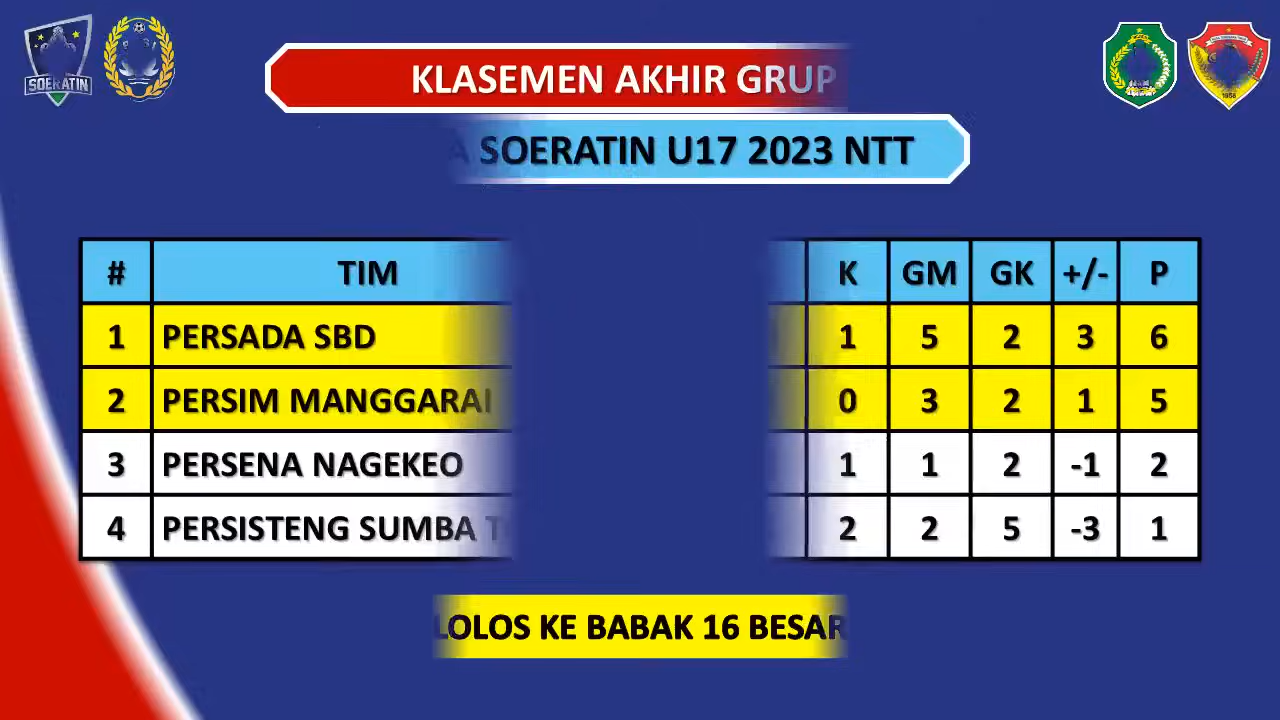 SOERATIN
1958
KLASEMEN AKHIR GRUP
A SOERATIN U17 2023 NTT
# TIM K GM GK +/- P
1 PERSADA SBD 1 5 2 3 6
2 PERSIM MANGGARAI 0 3 2 1 5
3 PERSENA NAGEKEO 1 1 2 -1 2
4 PERSISTENG SUMBA T 2 2 5 -3 1
LOLOS KE BABAK 16 BESAR